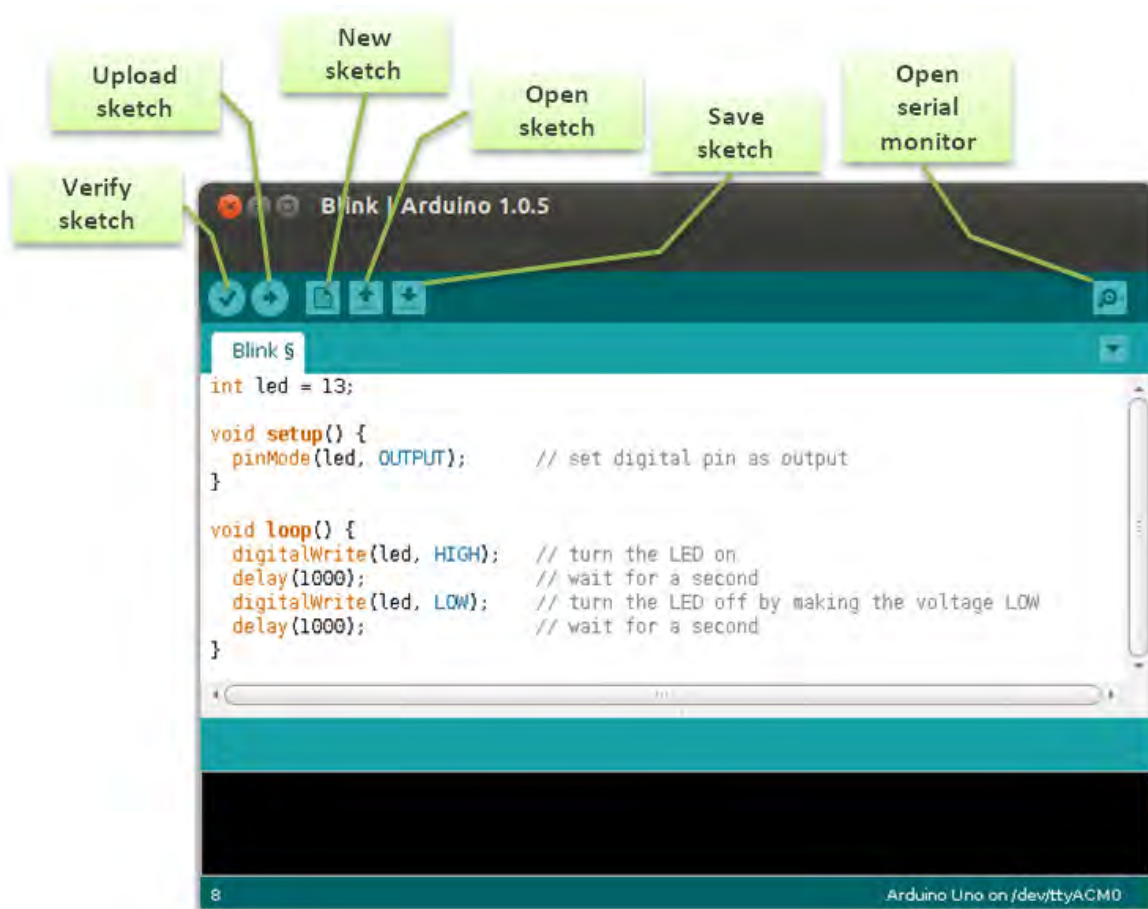 New
sketch
Upload
sketch
Open
sketch
Open
serial
monitor
Save
sketch
Verify
sketch
Blink | Arduino 1.0.5
Blink §
int led = 13;
void setup() {
  pinMode(led, OUTPUT);       // set digital pin as output
}
void loop() {
  digitalWrite(led, HIGH);    // turn the LED on
  delay(1000);                // wait for a second
  digitalWrite(led, LOW);     // turn the LED off by making the voltage LOW
  delay(1000);                // wait for a second
}
8
Arduino Uno on /dev/ttyACM0